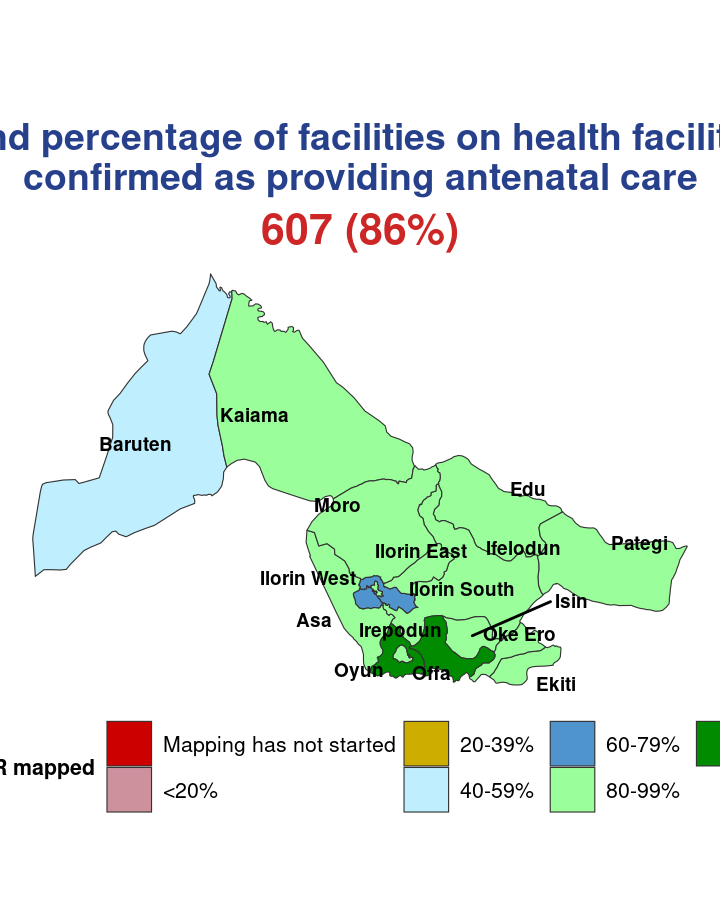 nd percentage of facilities on health facilit
confirmed as providing antenatal care
607 (86%)
Kaiama
Baruten
Edu
Moro
Pategi
Ilorin East
Ifelodun
Ilorin West
Ilorin South
Isin
Asa
Irepodun
Oke Ero
Oyun
Offa
Ekiti
Mapping has not started
20-39%
60-79%
R mapped
<20%
40-59%
80-99%